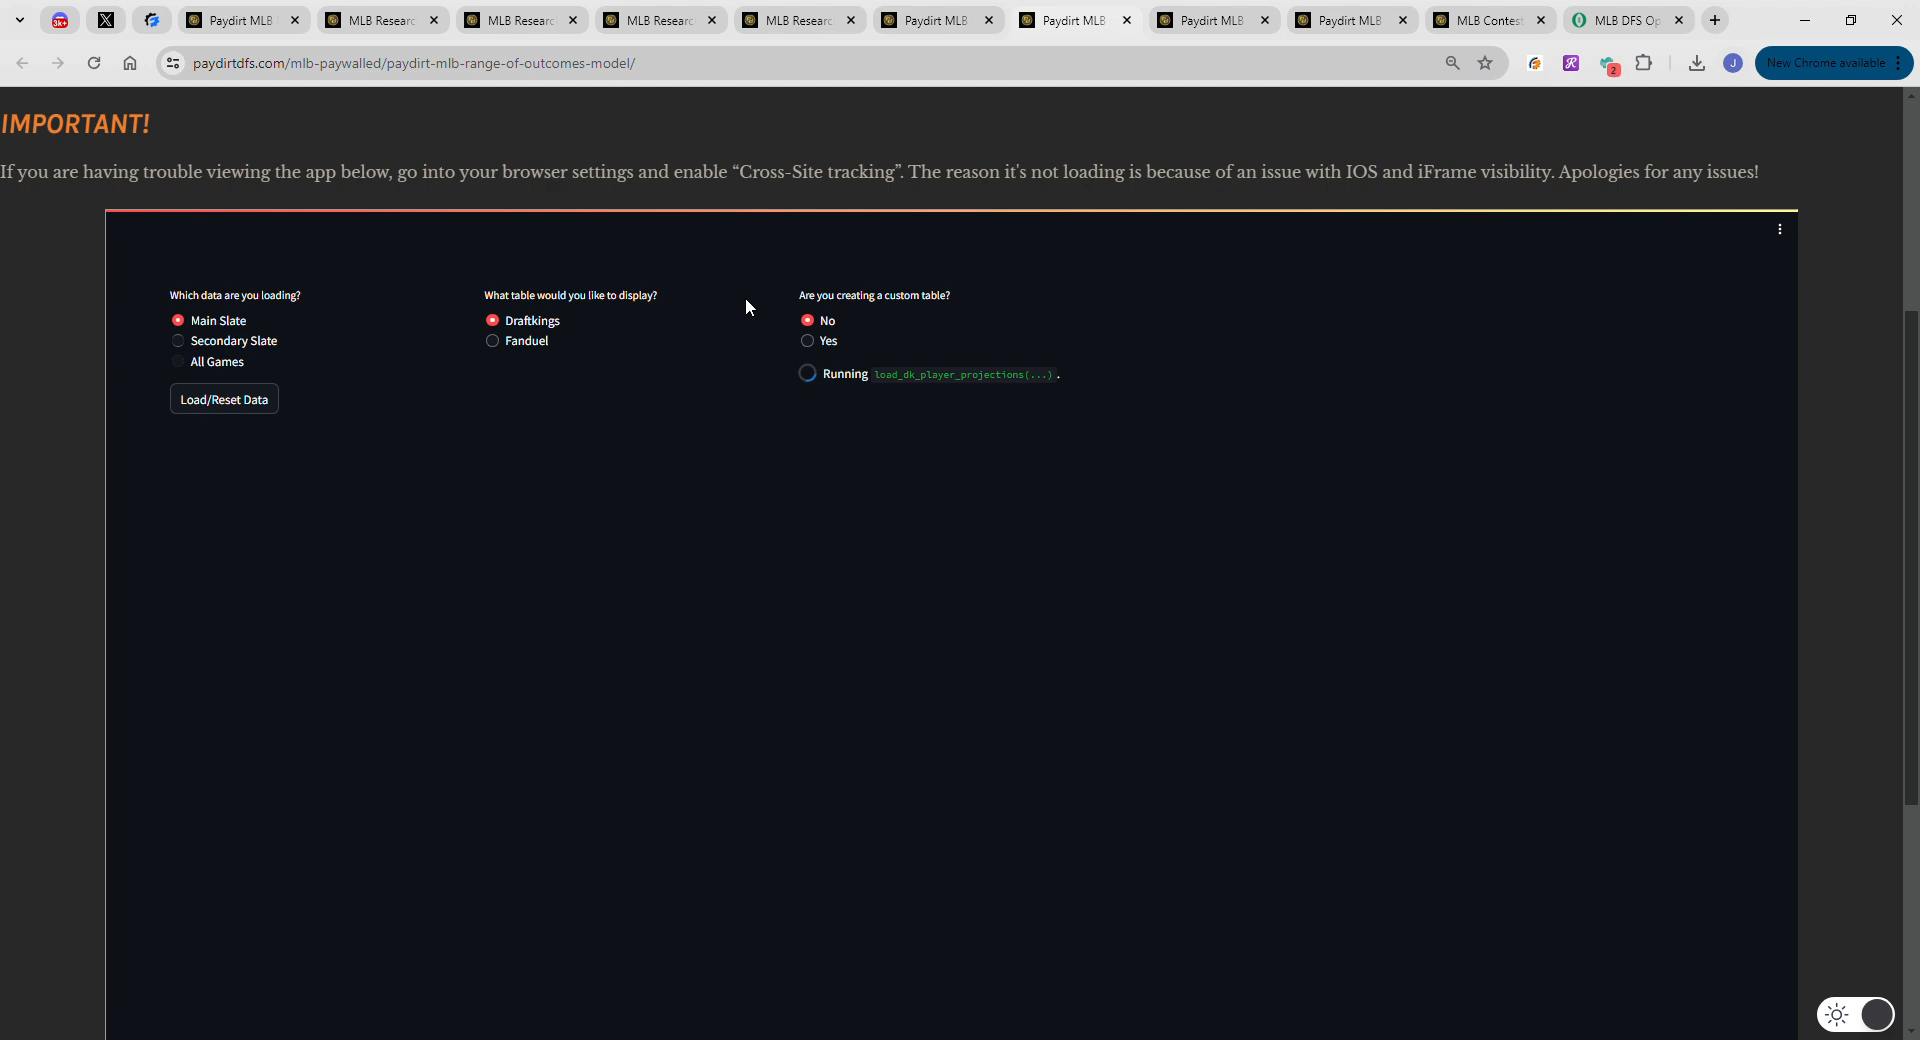 3k+
Paydirt MLB
MLB Researc
MLB Researc
MLB Researc
MLB Researc
Paydirt MLB
Paydirt MLB
Paydirt MLB
Paydirt MLB
MLB Contest
MLB DFS Op
paydirtdfs.com/mlb-paywalled/paydirt-mlb-range-of-outcomes-model/
2
J
New Chrome available
IMPORTANT!
If you are having trouble viewing the app below, go into your browser settings and enable “Cross-Site tracking”. The reason it's not loading is because of an issue with IOS and iFrame visibility. Apologies for any issues!
Which data are you loading?
Main Slate
Secondary Slate
All Games
Load/Reset Data
What table would you like to display?
Draftkings
Fanduel
Are you creating a custom table?
No
Yes
Running load_dk_player_projections(...).